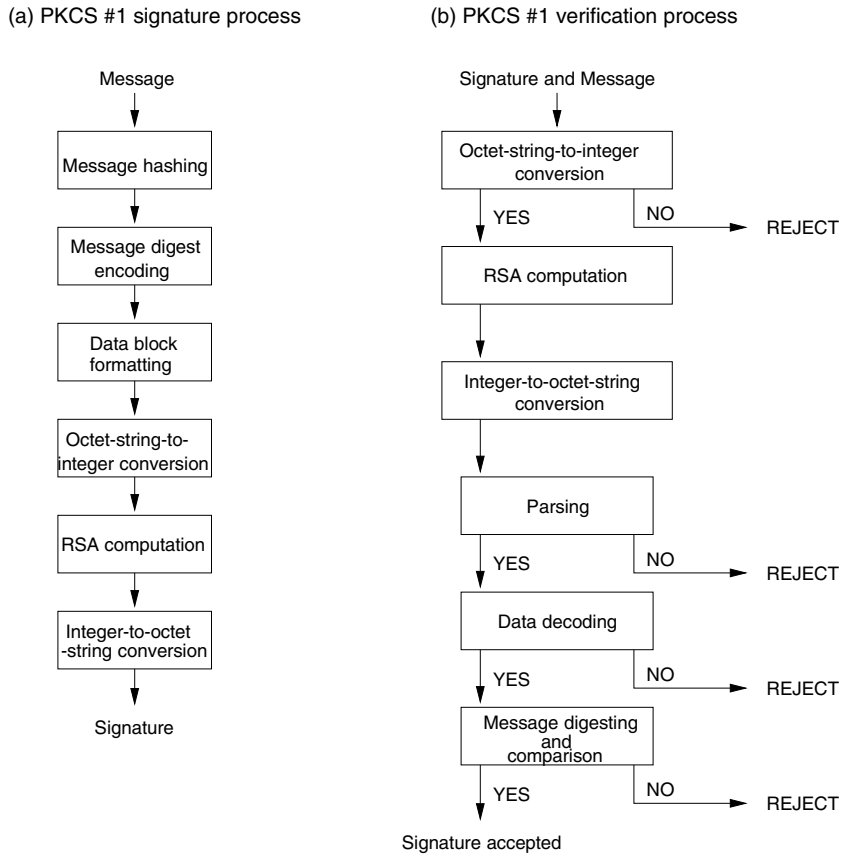 (a) PKCS #1 signature process
Message
Message hashing
Message digest
encoding
Data block
formatting
Octet-string-to-
integer conversion
RSA computation
Integer-to-octet
-string conversion
Signature
(b) PKCS #1 verification process
Signature and Message
Octet-string-to-integer
conversion
YES
NO
REJECT
RSA computation
Integer-to-octet-string
conversion
Parsing
YES
NO
REJECT
Data decoding
YES
NO
REJECT
Message digesting
and
comparison
YES
NO
REJECT
Signature accepted